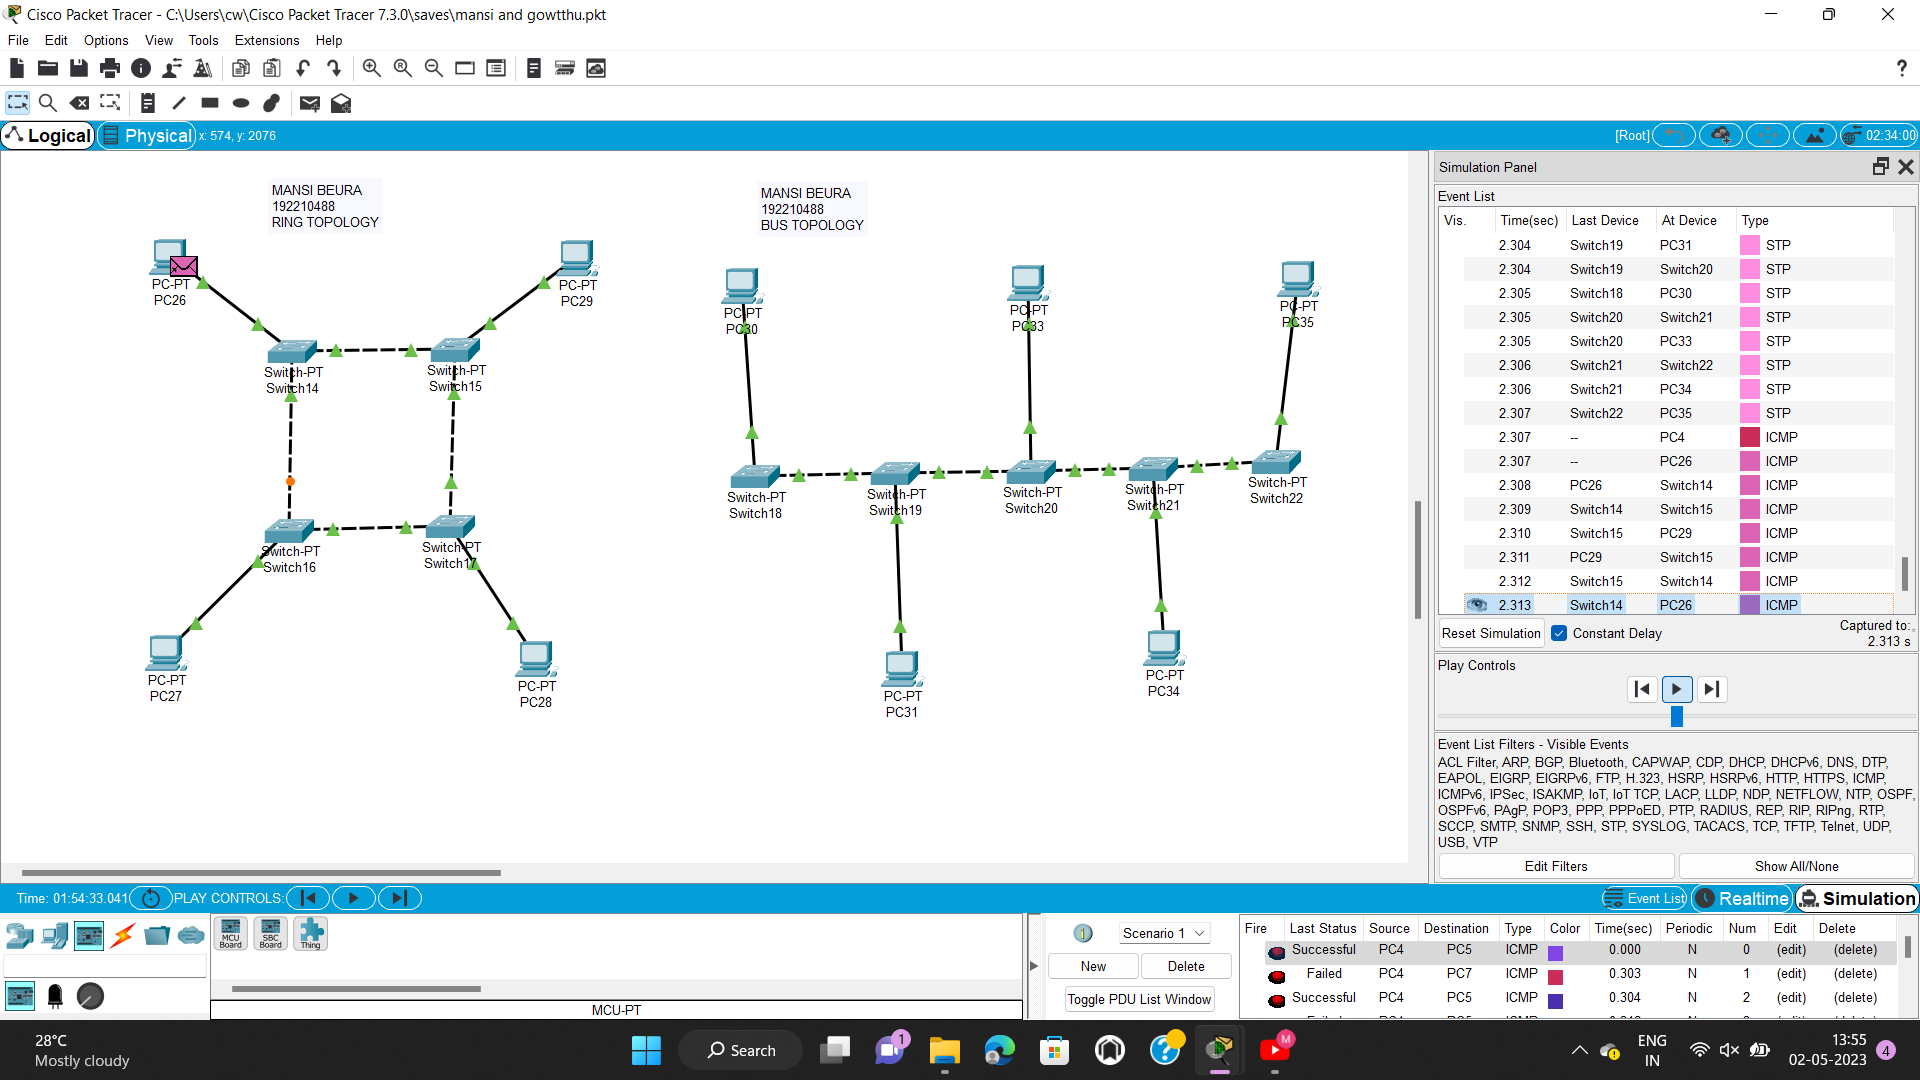 Cisco Packet Tracer - C:\Users\cw\Cisco Packet Tracer 7.3.0\saves\mansi and gowtthu.pkt
File Edit Options View Tools Extensions Help
?
Logical Physical x: 574, y: 2076 [Root] 02:34:00
MANSI BEURA
192210488
RING TOPOLOGY
MANSI BEURA
192210488
BUS TOPOLOGY
PC-PT
PC26
PC-PT
PC29
PC-PT
PC30
PC-PT
PC33
PC-PT
PC35
Switch-PT
Switch14
Switch-PT
Switch15
Switch-PT
Switch18
Switch-PT
Switch19
Switch-PT
Switch20
Switch-PT
Switch21
Switch-PT
Switch22
Switch-PT
Switch16
Switch-PT
Switch17
PC-PT
PC27
PC-PT
PC28
PC-PT
PC31
PC-PT
PC34
Simulation Panel
Event List
Vis. Time(sec) Last Device At Device Type
2.304 Switch19 PC31 STP
2.304 Switch19 Switch20 STP
2.305 Switch18 PC30 STP
2.305 Switch20 Switch21 STP
2.305 Switch20 PC33 STP
2.306 Switch21 Switch22 STP
2.306 Switch21 PC34 STP
2.307 Switch22 PC35 STP
2.307 -- PC4 ICMP
2.307 -- PC26 ICMP
2.308 PC26 Switch14 ICMP
2.309 Switch14 Switch15 ICMP
2.310 Switch15 PC29 ICMP
2.311 PC29 Switch15 ICMP
2.312 Switch15 Switch14 ICMP
2.313 Switch14 PC26 ICMP
Reset Simulation Constant Delay Captured to:
2.313 s
Play Controls
Event List Filters - Visible Events
ACL Filter, ARP, BGP, Bluetooth, CAPWAP, CDP, DHCP, DHCPv6, DNS, DTP,
EAPOL, EIGRP, EIGRPv6, FTP, H.323, HSRP, HSRPv6, HTTP, HTTPS, ICMP,
ICMPv6, IPSec, ISAKMP, IoT, IoT TCP, LACP, LLDP, NDP, NETFLOW, NTP, OSPF,
OSPFv6, PAgP, POP3, PPP, PPPoED, PTP, RADIUS, REP, RIP, RIPng, RTP,
SCCP, SMTP, SNMP, SSH, STP, SYSLOG, TACACS, TCP, TFTP, Telnet, UDP,
USB, VTP
Edit Filters Show All/None
Time: 01:54:33.041 PLAY CONTROLS: Event List Realtime Simulation
MCU
Board
SBC
Board
Thing
MCU-PT
1 Scenario 1
New Delete
Toggle PDU List Window
Fire Last Status Source Destination Type Color Time(sec) Periodic Num Edit Delete
Successful PC4 PC5 ICMP 0.000 N 0 (edit) (delete)
Failed PC4 PC7 ICMP 0.303 N 1 (edit) (delete)
Successful PC4 PC5 ICMP 0.304 N 2 (edit) (delete)
28°C
Mostly cloudy
Search
1
M
ENG
IN
13:55
02-05-2023
4